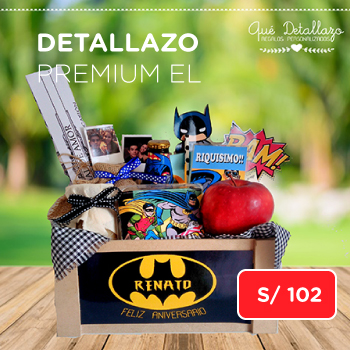 DETALLAZO
PREMIUM EL
Qué Detallazo
REGALOS PERSONALIZADOS
AMOR
RIQUISIMO!!
BAM!
RENATO
FELIZ ANIVERSARIO
S/ 102